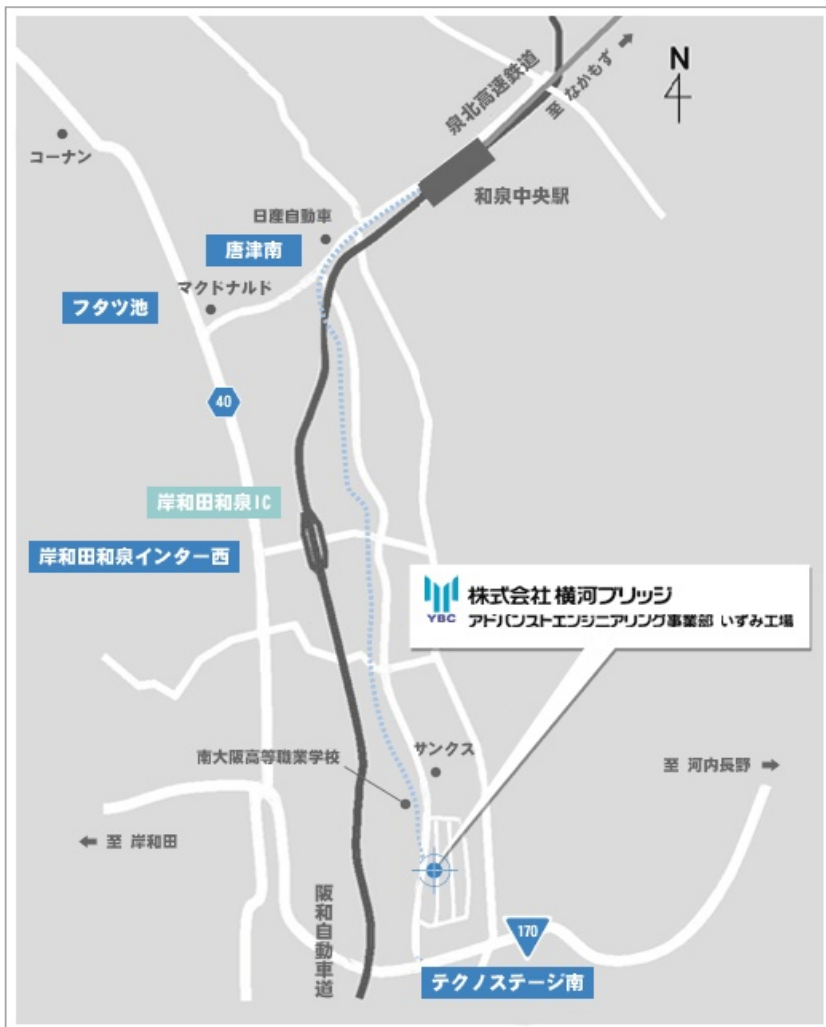 N
泉北高速鉄道
至 なかもず
コーナン
和泉中央駅
日産自動車
唐津南
マクドナルド
フタツ池
40
岸和田和泉IC
岸和田和泉インター西
YBC
株式会社 横河ブリッジ
アドバンストエンジニアリング事業部 いずみ工場
サンクス
南大阪高等職業学校
至 河内長野
至 岸和田
阪和自動車道
170
テクノステージ南